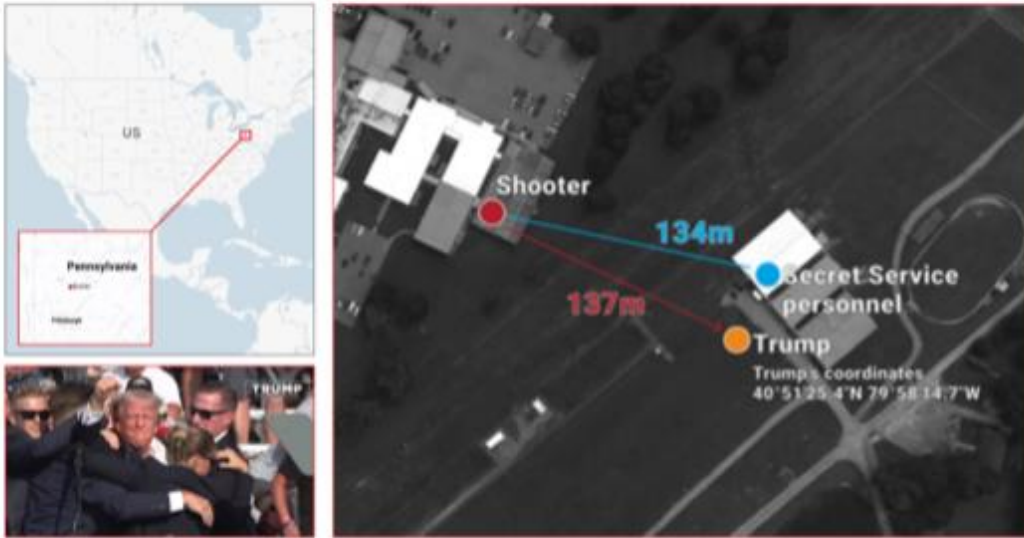 US
Pennsylvania
TRUMP
Shooter
134m
137m
Secret Service
personnel
Trump
Trump's coordinates
40°51'25.4"N 79°58'14.7"W